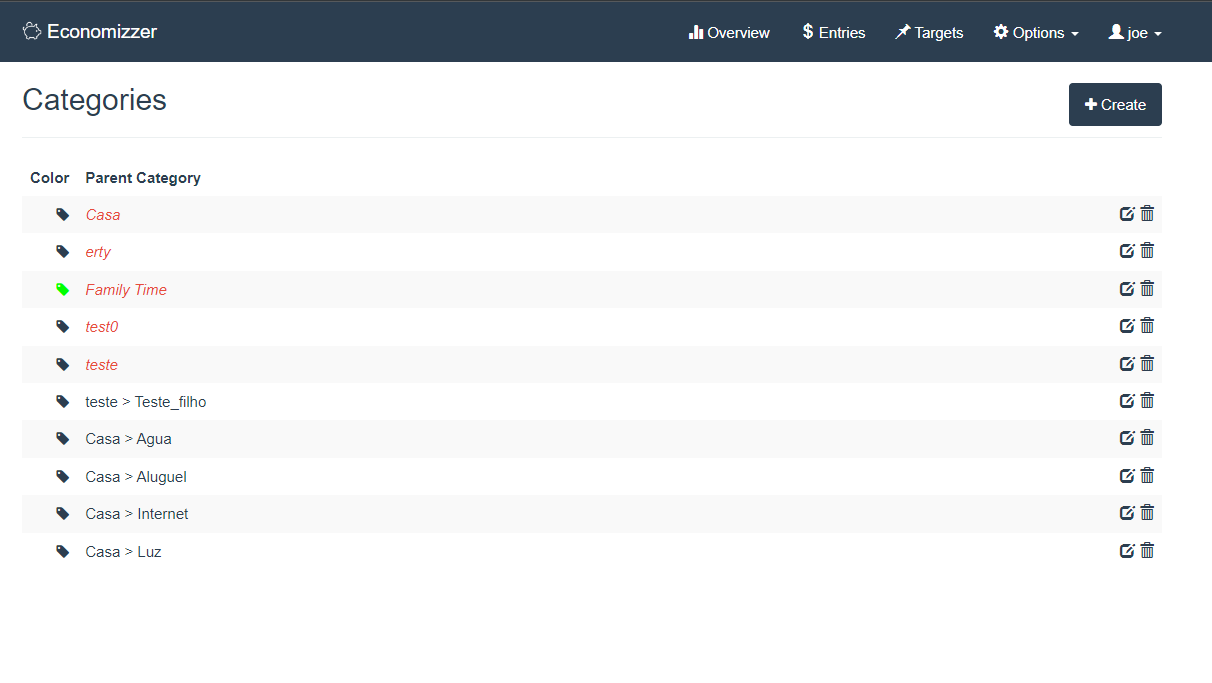 Economizzer Overview Entries Targets Options joe
Categories Create
Color Parent Category
Casa
erty
Family Time
test0
teste
teste > Teste_filho
Casa > Agua
Casa > Aluguel
Casa > Internet
Casa > Luz